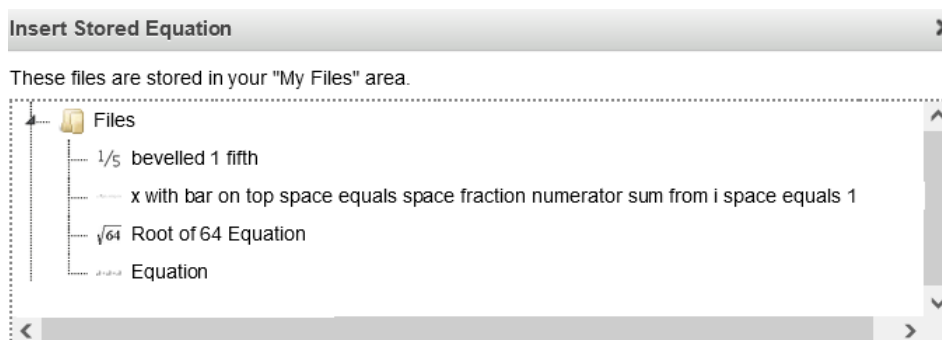 Insert Stored Equation
These files are stored in your "My Files" area.
Files
1/5 bevelled 1 fifth
x with bar on top space equals space fraction numerator sum from i space equals 1
√64 Root of 64 Equation
Equation